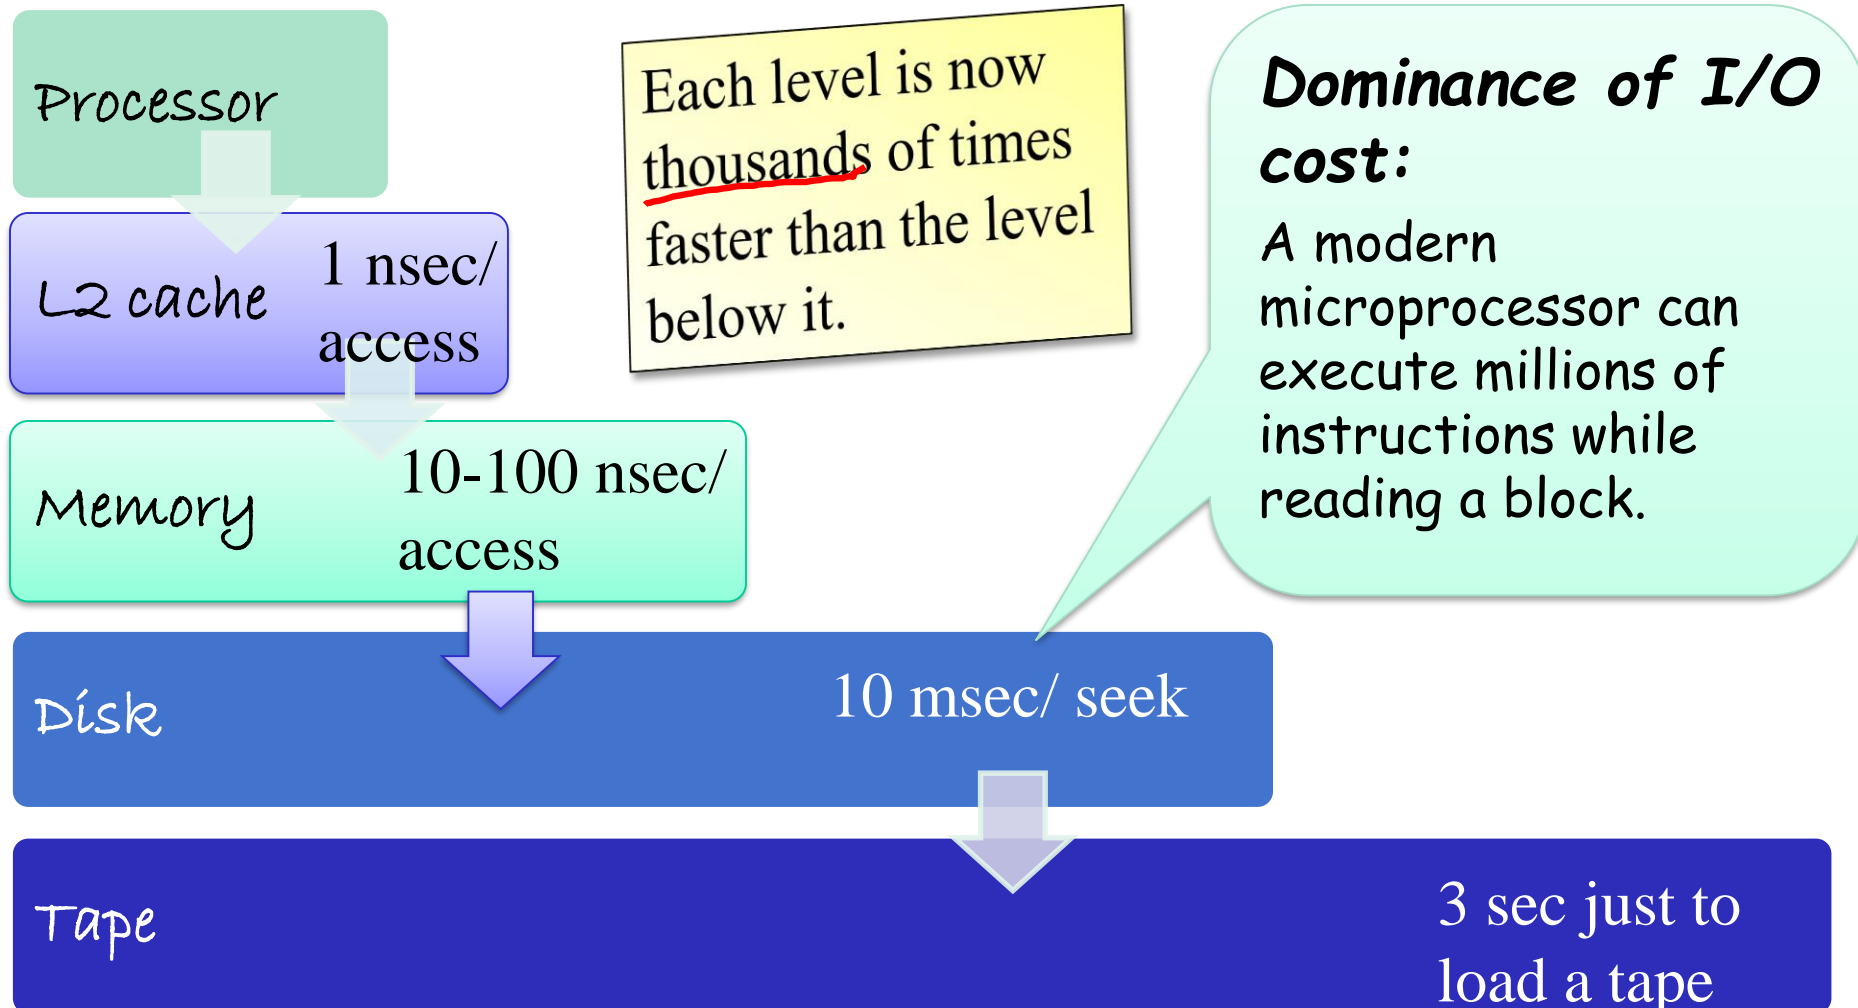 Processor
Each level is now
thousands of times
faster than the level
below it.
Dominance of I/O
cost:
A modern
microprocessor can
execute millions of
instructions while
reading a block.
L2 cache
1 nsec/
access
Memory
10-100 nsec/
access
Disk
10 msec/ seek
Tape
3 sec just to
load a tape